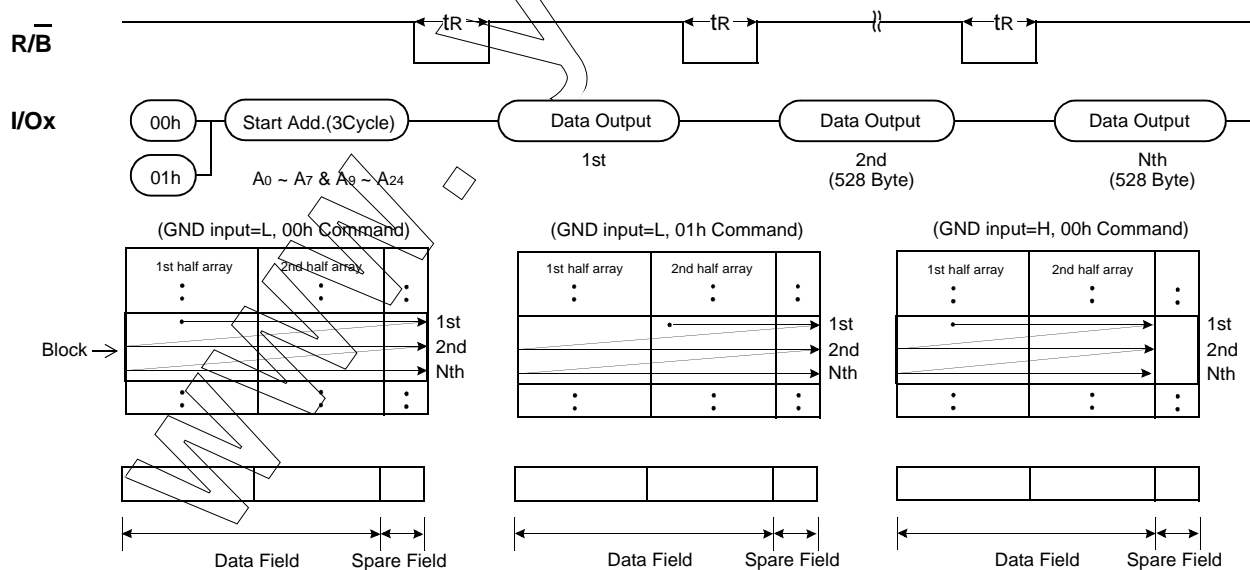 R/B tR tR tR
I/Ox 00h Start Add.(3Cycle) Data Output Data Output Data Output
01h A0 ~ A7 & A9 ~ A24 1st 2nd Nth
(528 Byte) (528 Byte)
(GND input=L, 00h Command) (GND input=L, 01h Command) (GND input=H, 00h Command)
1st half array 2nd half array 1st half array 2nd half array 1st half array 2nd half array
1st 1st 1st
Block 2nd 2nd 2nd
Nth Nth Nth
Data Field Spare Field Data Field Spare Field Data Field Spare Field